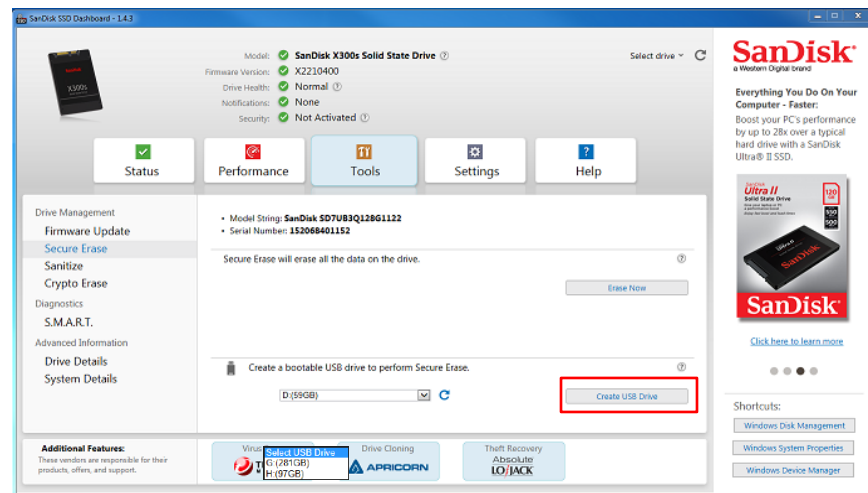 SanDisk SSD Dashboard - 1.4.3
Model: SanDisk X300s Solid State Drive
Firmware Version: X2210400
Drive Health: Normal
Notifications: None
Security: Not Activated
Select drive
SanDisk
X300s
Status
Performance
Tools
Settings
Help
Drive Management
Firmware Update
Secure Erase
Sanitize
Crypto Erase
Diagnostics
S.M.A.R.T.
Advanced Information
Drive Details
System Details
• Model String: SanDisk SD7UB3Q128G1122
• Serial Number: 152068401152
Secure Erase will erase all the data on the drive.
Erase Now
Create a bootable USB drive to perform Secure Erase.
D:(59GB)
Create USB Drive
Additional Features:
These vendors are responsible for their
products, offers, and support.
Select USB Drive
G:(281GB)
H:(97GB)
Drive Cloning
APRICORN
Theft Recovery
Absolute
LOJACK
SanDisk
a Western Digital brand
Everything You Do On Your
Computer - Faster:
Boost your PC's performance
by up to 28x over a typical
hard drive with a SanDisk
Ultra® II SSD.
SanDisk
Ultra II
Solid State Drive
120
550
500
SanDisk
SanDisk
Click here to learn more
Shortcuts:
Windows Disk Management
Windows System Properties
Windows Device Manager